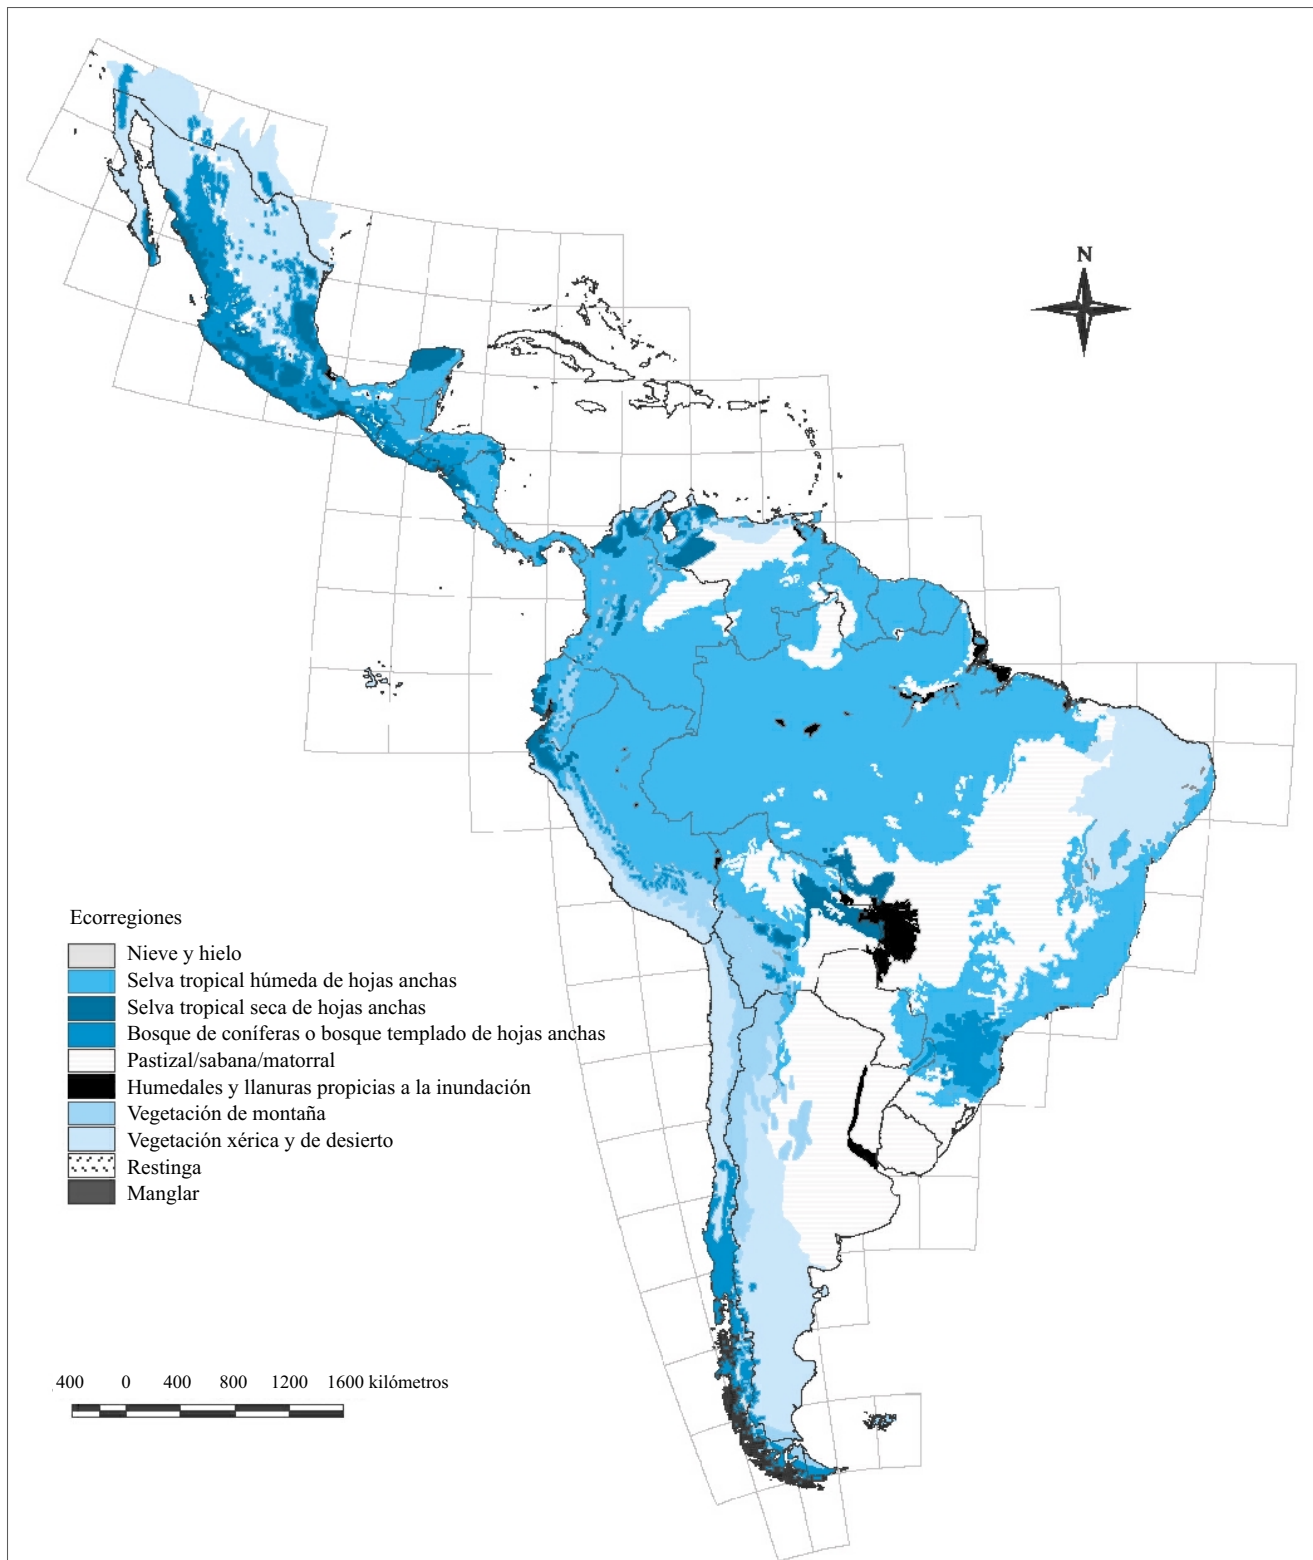 N
Ecorregiones
Nieve y hielo
Selva tropical húmeda de hojas anchas
Selva tropical seca de hojas anchas
Bosque de coníferas o bosque templado de hojas anchas
Pastizal/sabana/matorral
Humedales y llanuras propicias a la inundación
Vegetación de montaña
Vegetación xérica y de desierto
Restinga
Manglar
400 0 400 800 1200 1600 kilómetros